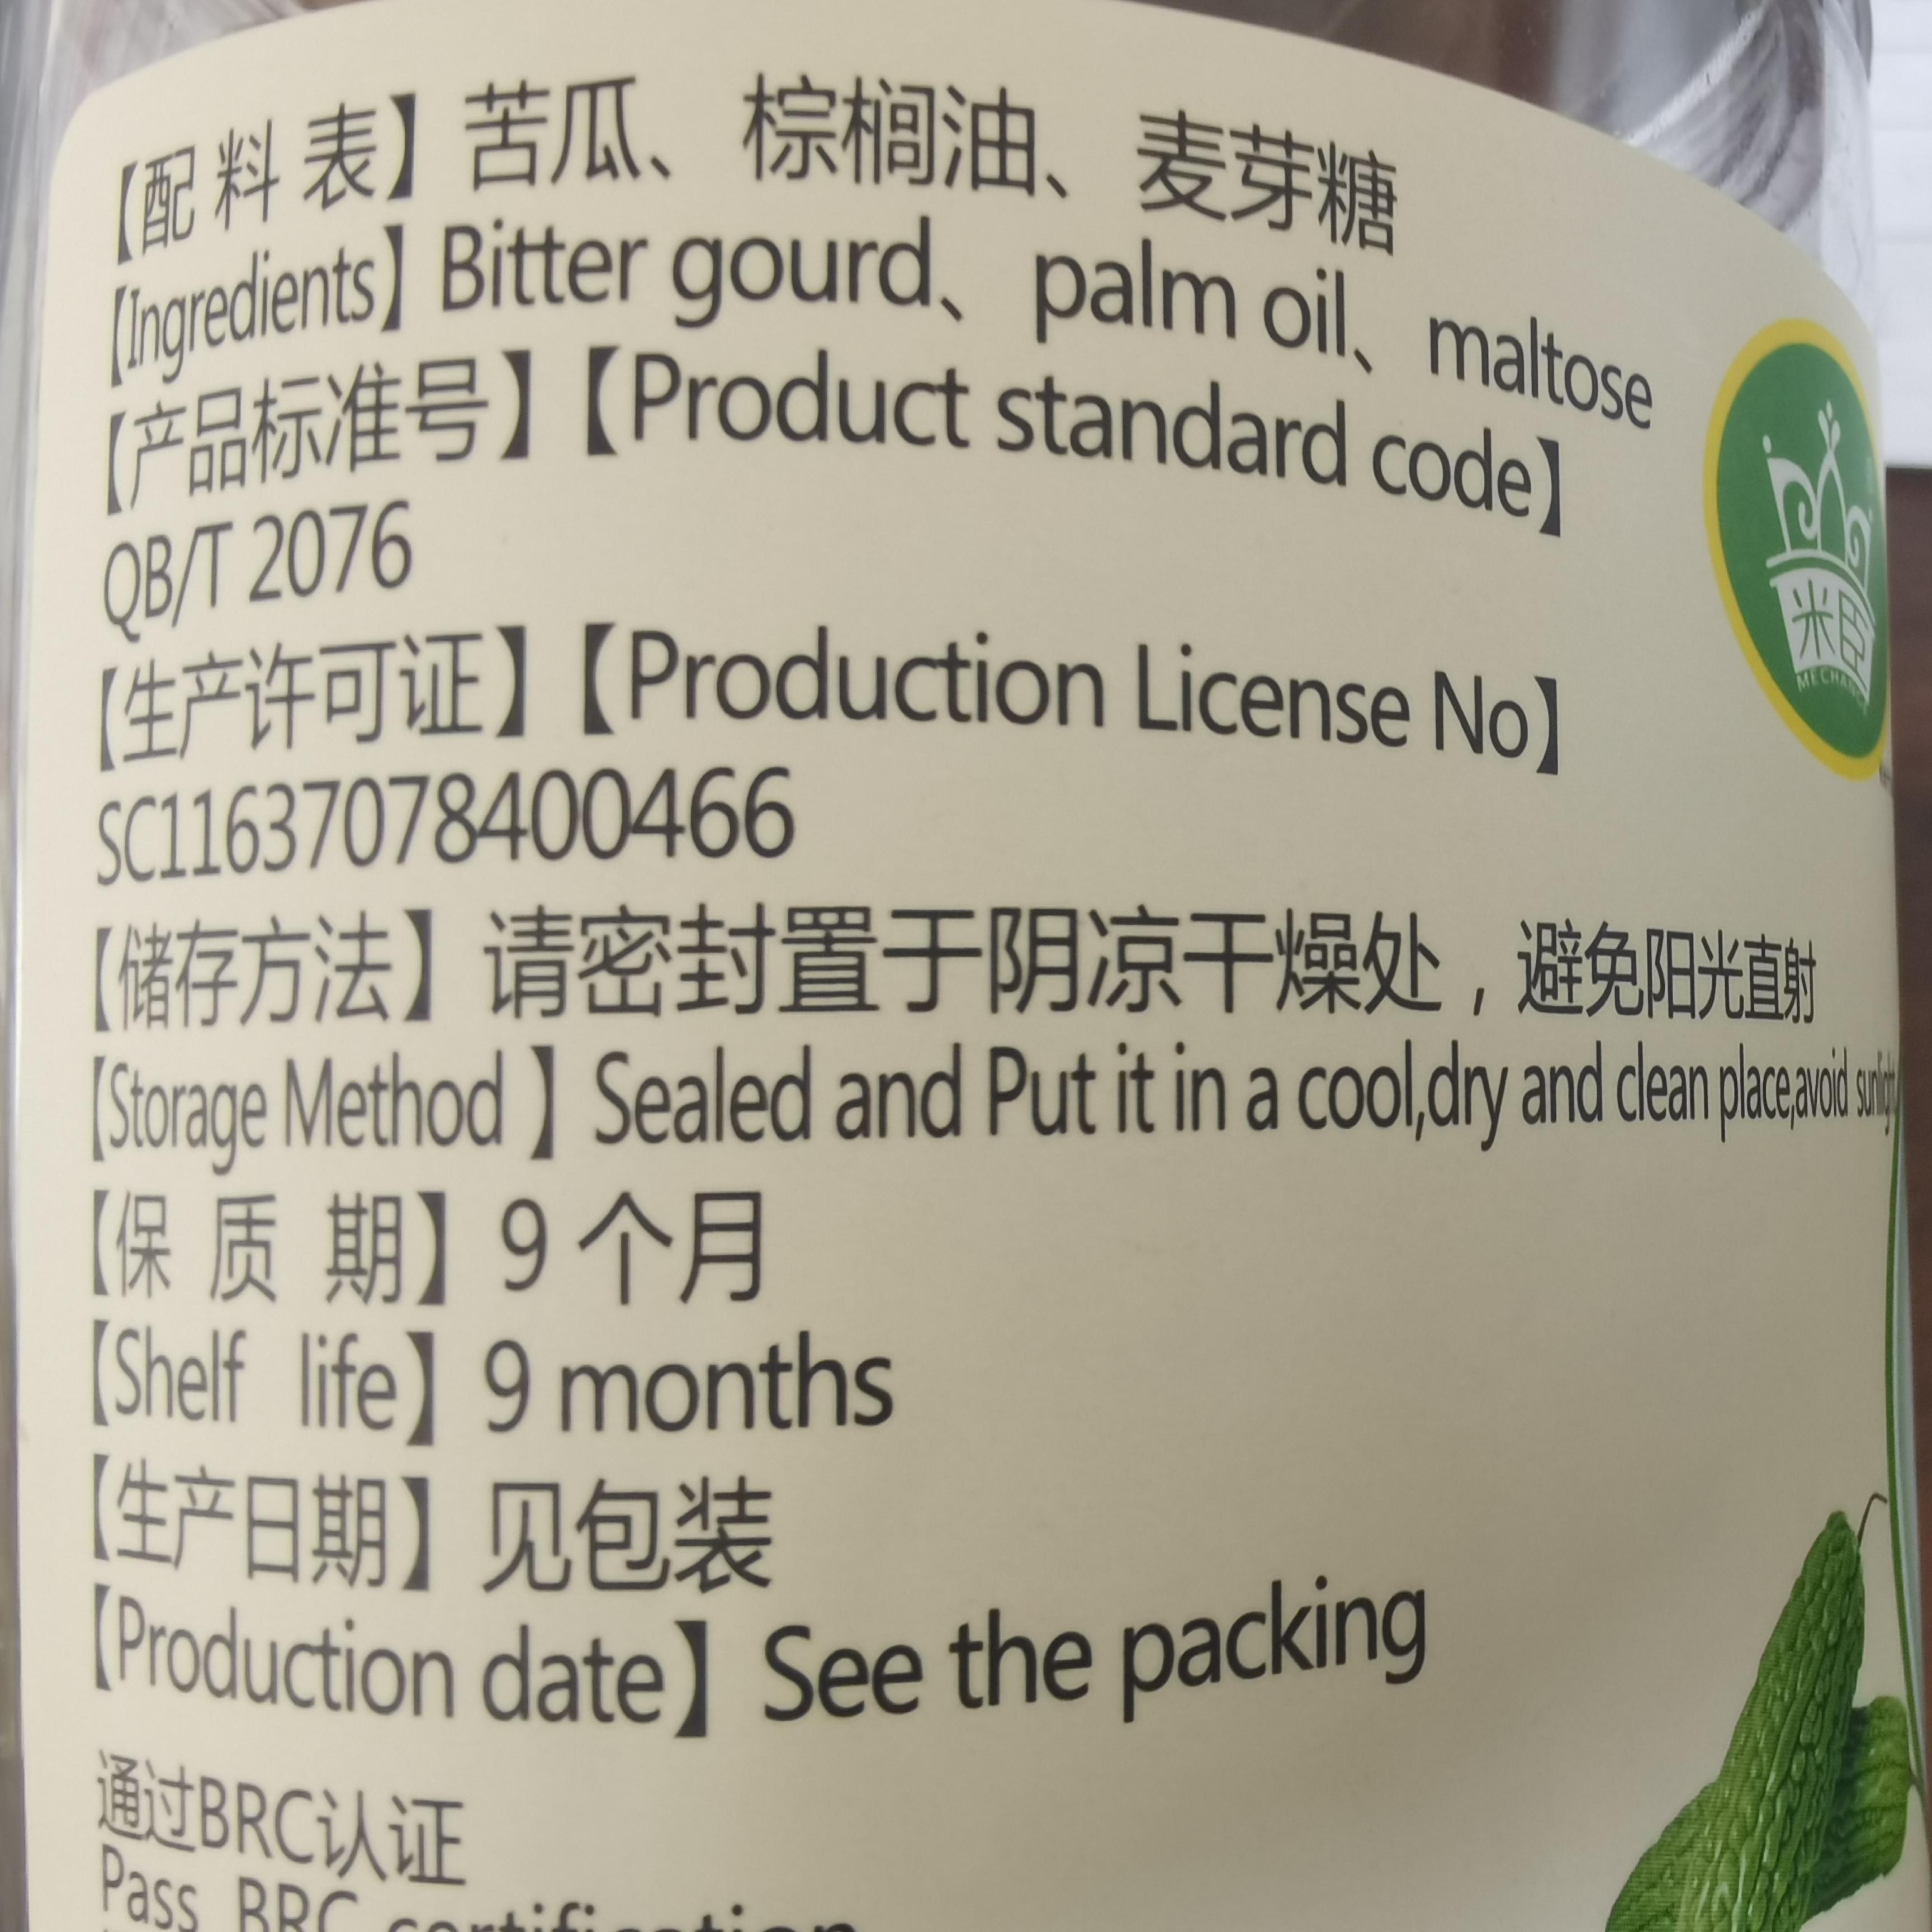 【配料表】苦瓜、棕榈油、麦芽糖
【Ingredients】Bitter gourd、palm oil、maltose
【产品标准号】【Product standard code】
QB/T 2076
【生产许可证】【Production License No】
SC11637078400466
【储存方法】请密封置于阴凉干燥处，避免阳光直射
【Storage Method 】Sealed and Put it in a cool,dry and clean place,avoid
【保质期】9个月
【Shelf life】9 months
【生产日期】见包装
【Production date】See the packing
通过BRC认证
Pass BRC certification
米臣